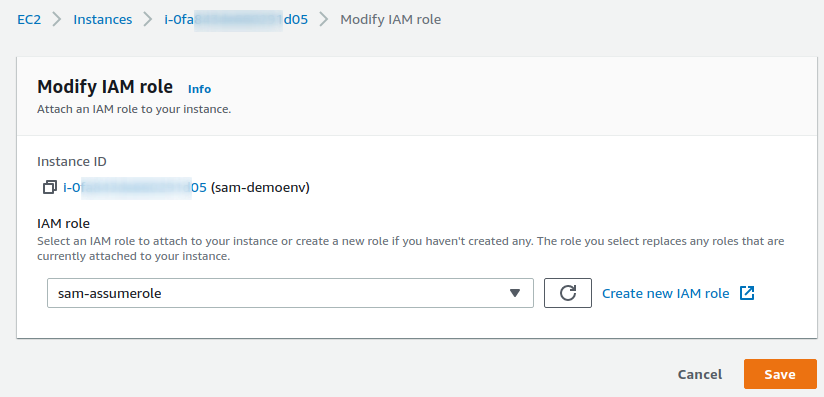 EC2 Instances i-0fa d05 Modify IAM role
Modify IAM role Info
Attach an IAM role to your instance.
Instance ID
i-0f 05 (sam-demoenv)
IAM role
Select an IAM role to attach to your instance or create a new role if you haven't created any. The role you select replaces any roles that are
currently attached to your instance.
sam-assumerole Create new IAM role
Cancel Save